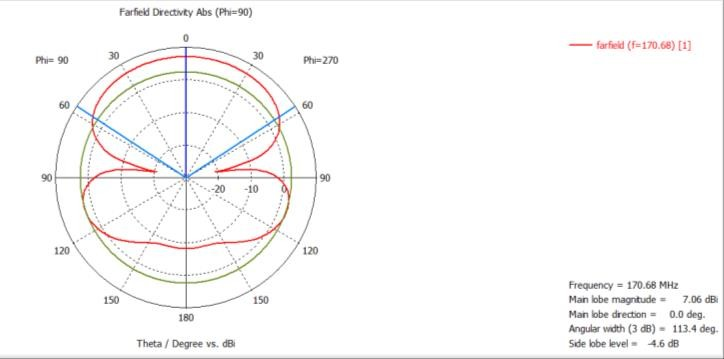 Farfield Directivity Abs (Phi=90)
farfield (f=170.68) [1]
0
Phi= 90 30 30 Phi=270
60 60
90 -20 -10 0 90
120 120
150 150
180
Theta / Degree vs. dBi
Frequency = 170.68 MHz
Main lobe magnitude = 7.06 dBi
Main lobe direction = 0.0 deg.
Angular width (3 dB) = 113.4 deg.
Side lobe level = -4.6 dB